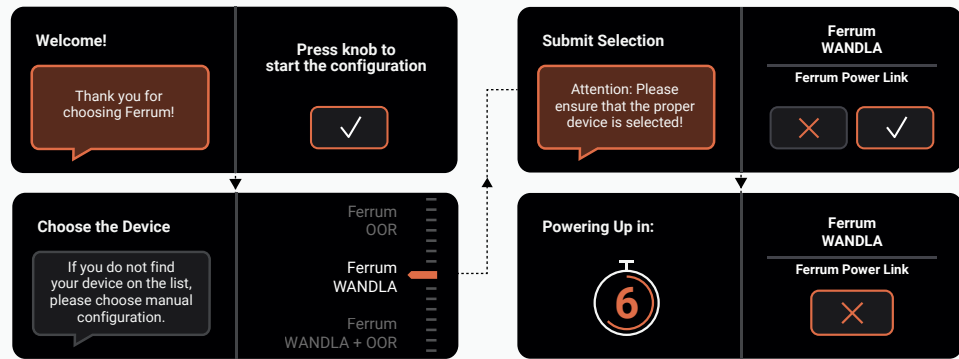 Welcome!
Thank you for
choosing Ferrum!
Press knob to
start the configuration
Choose the Device
If you do not find
your device on the list,
please choose manual
configuration.
Ferrum
OOR
Ferrum
WANDLA
Ferrum
WANDLA + OOR
Submit Selection
Attention: Please
ensure that the proper
device is selected!
Ferrum
WANDLA
Ferrum Power Link
Powering Up in:
6
Ferrum
WANDLA
Ferrum Power Link